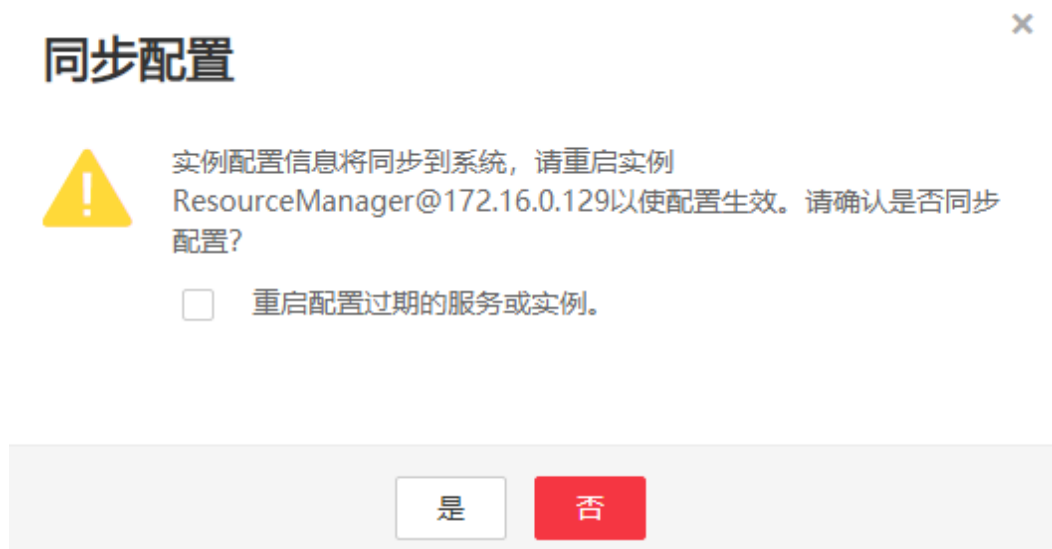 ×
同步配置
实例配置信息将同步到系统，请重启实例
ResourceManager@172.16.0.129以使配置生效。请确认是否同步
配置？
重启配置过期的服务或实例。
是
否